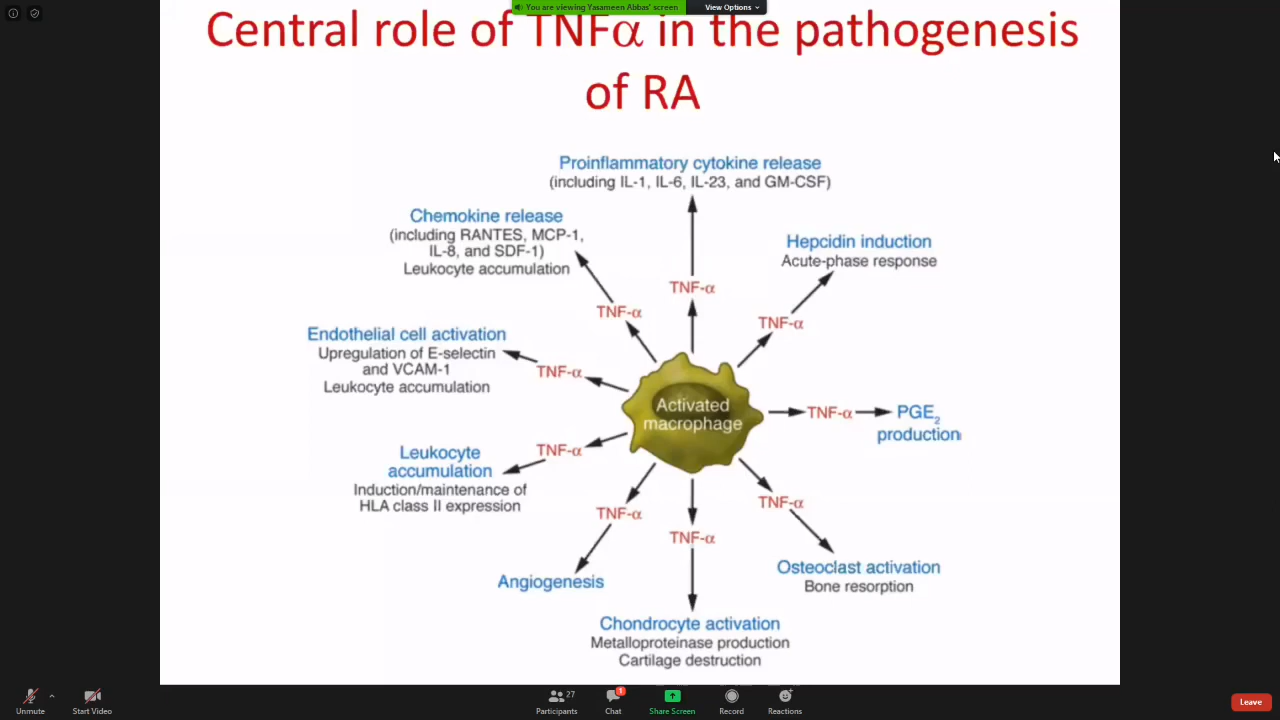 You are viewing Yasameen Abbas' screen
View Options
Central role of TNFα in the pathogenesis
of RA
Proinflammatory cytokine release
(including IL-1, IL-6, IL-23, and GM-CSF)
Chemokine release
(including RANTES, MCP-1,
IL-8, and SDF-1)
Leukocyte accumulation
Hepcidin induction
Acute-phase response
TNF-α
TNF-α
TNF-α
Endothelial cell activation
Upregulation of E-selectin
and VCAM-1
Leukocyte accumulation
TNF-α
Activated
macrophage
TNF-α
PGE2
production
Leukocyte
accumulation
Induction/maintenance of
HLA class II expression
TNF-α
TNF-α
TNF-α
TNF-α
Angiogenesis
Osteoclast activation
Bone resorption
Chondrocyte activation
Metalloproteinase production
Cartilage destruction
Unmute
Start Video
27
Participants
1
Chat
Share Screen
Record
Reactions
Leave